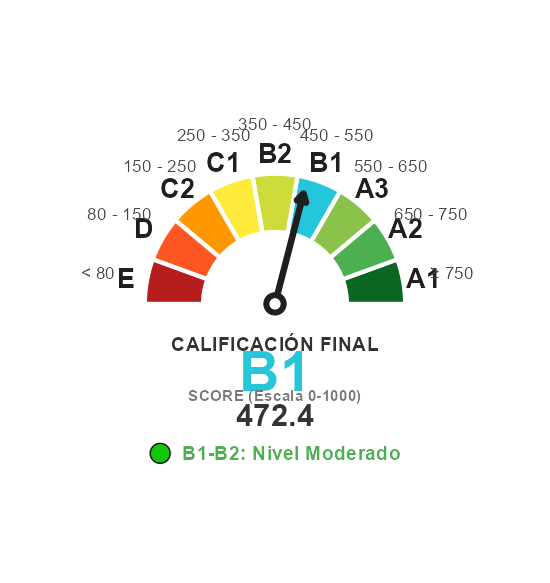 350 - 450
250 - 350
450 - 550
B2
C1
B1
150 - 250
550 - 650
C2
A3
80 - 150
650 - 750
D
A2
< 80
E
A1
≥ 750
CALIFICACIÓN FINAL
B1
SCORE (Escala 0-1000)
472.4
B1-B2: Nivel Moderado